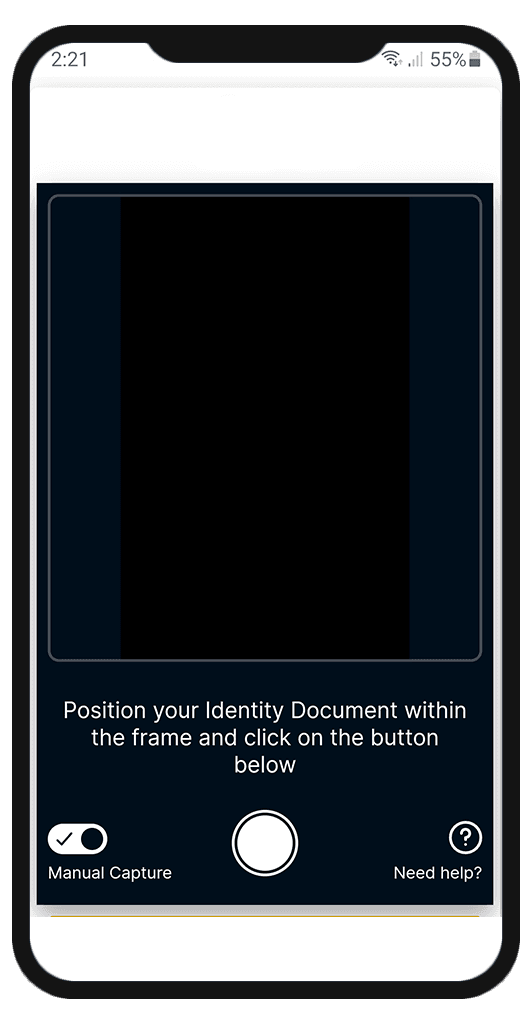 2:21 55%
Position your Identity Document within
the frame and click on the button
below
Manual Capture Need help?